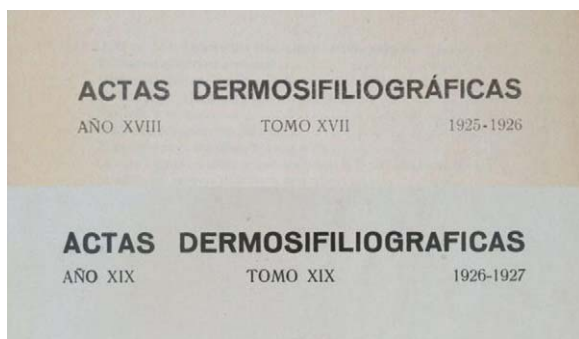 ACTAS DERMOSIFILIOGRÁFICAS
AÑO XVIII TOMO XVII 1925-1926
ACTAS DERMOSIFILIOGRAFICAS
AÑO XIX TOMO XIX 1926-1927